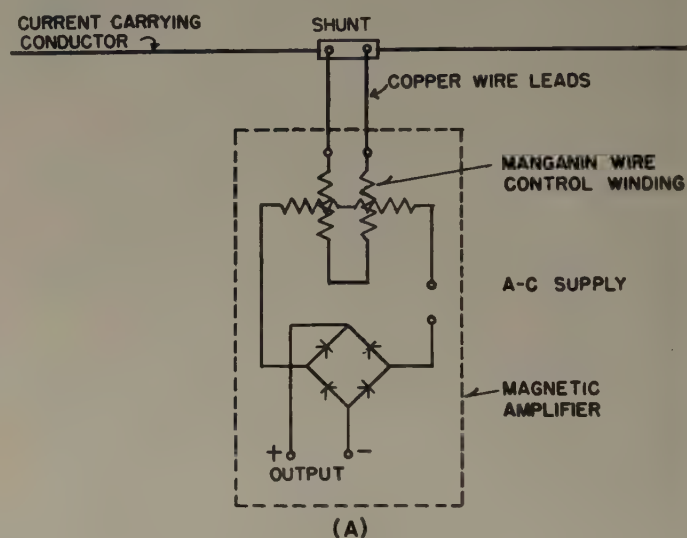 CURRENT CARRYING
CONDUCTOR
SHUNT
COPPER WIRE LEADS
MANGANIN WIRE
CONTROL WINDING
A-C SUPPLY
MAGNETIC
AMPLIFIER
+ -
OUTPUT
(A)